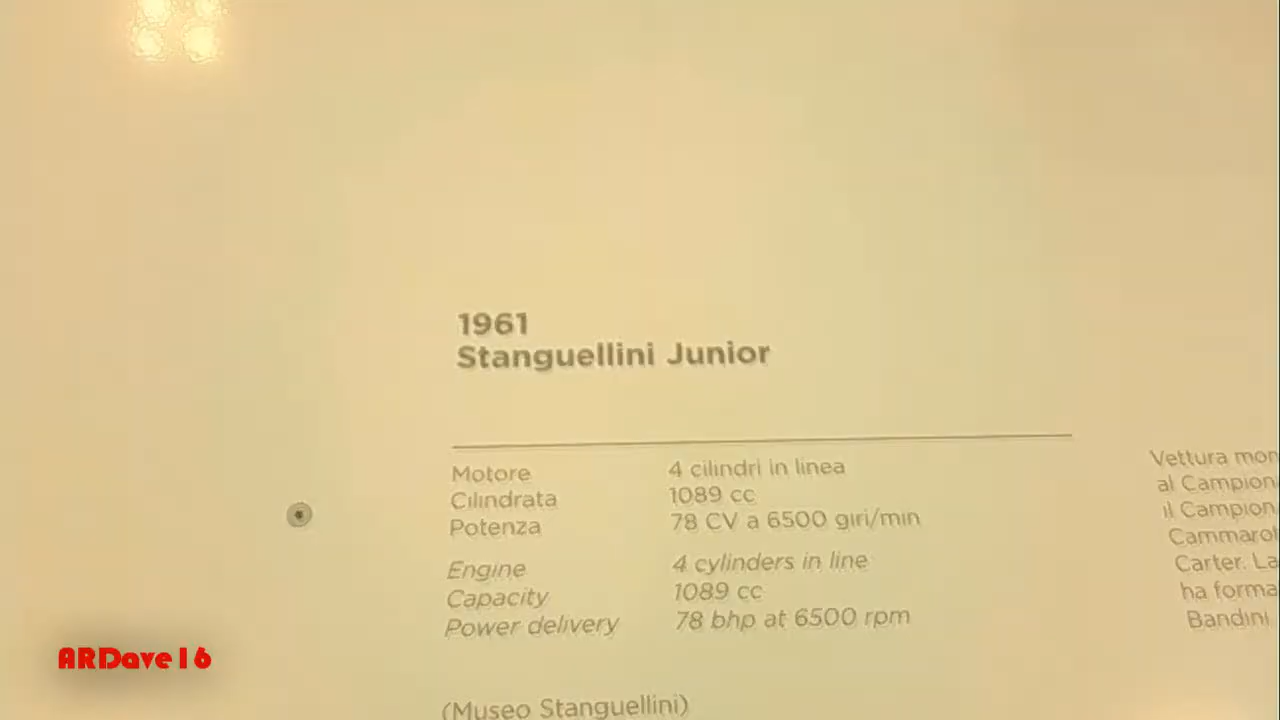 1961
Stanguellini Junior
Motore 4 cilindri in linea
Cilindrata 1089 cc
Potenza 78 CV a 6500 giri/min
Engine 4 cylinders in line
Capacity 1089 cc
Power delivery 78 bhp at 6500 rpm
(Museo Stanguellini)
Vettura
al
il
Carter. La
ha
Bandini
ARDave16